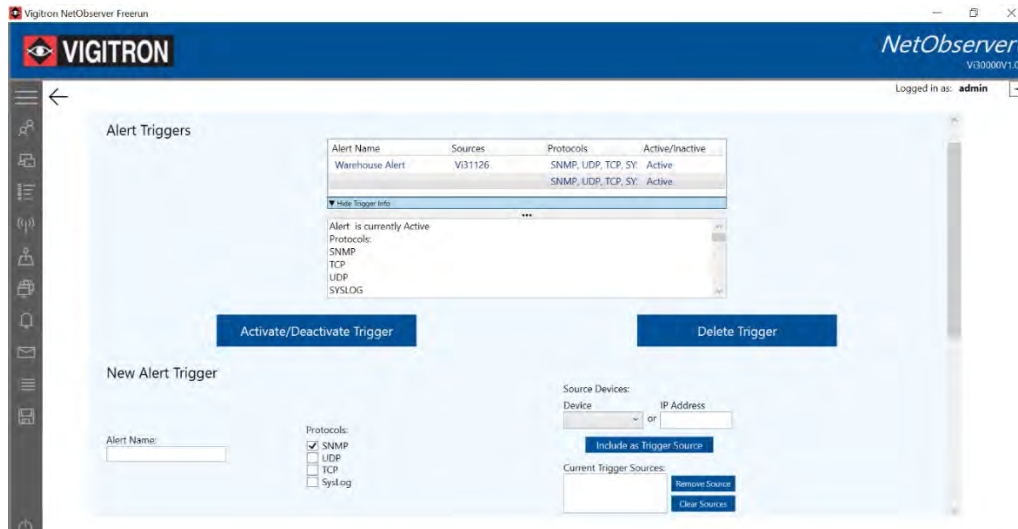 Vigitron NetObserver Freerun
VIGITRON
NetObserver
Vi30000V1.0
Logged in as: admin
Alert Triggers
Alert Name Sources Protocols Active/Inactive
Warehouse Alert Vi31126 SNMP, UDP, TCP, SY Active
SNMP, UDP, TCP, SY Active
▼ Hide Trigger Info
•••
Alert is currently Active
Protocols:
SNMP
TCP
UDP
SYSLOG
Activate/Deactivate Trigger Delete Trigger
New Alert Trigger
Source Devices:
Device or IP Address
Alert Name:
Protocols:
SNMP
UDP
TCP
SysLog
Include as Trigger Source
Current Trigger Sources:
Remove Source
Clear Sources